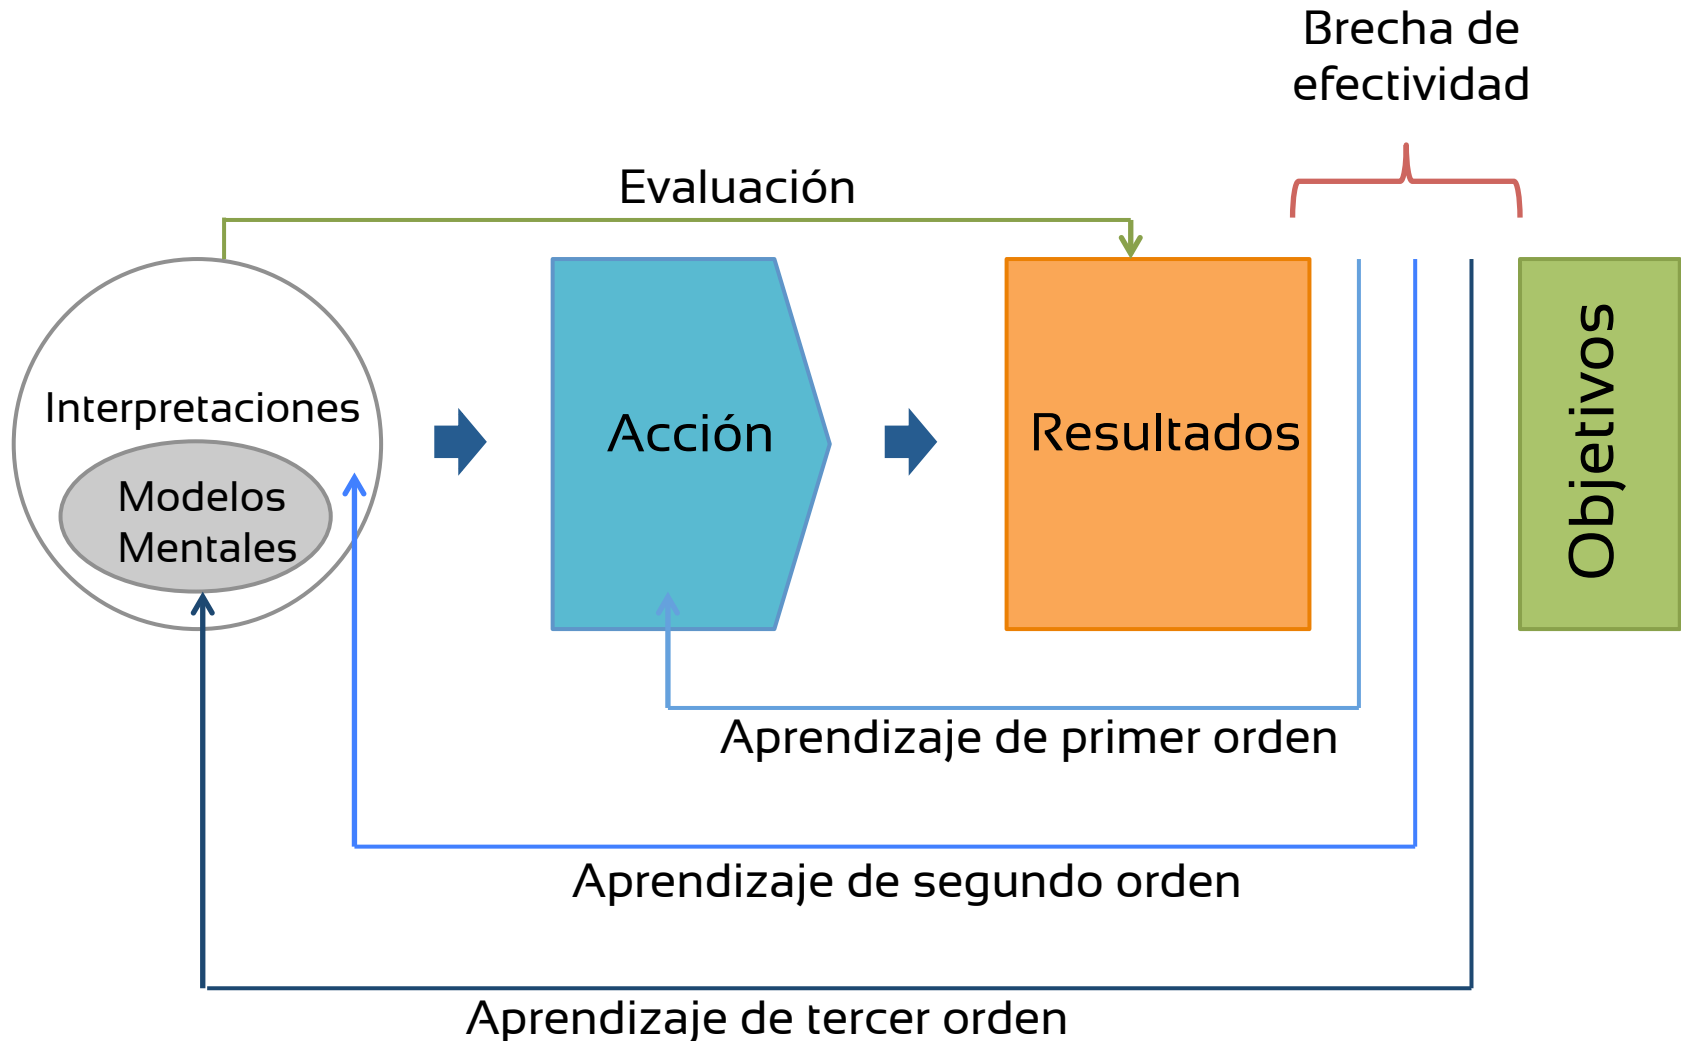 Brecha de
efectividad
Evaluación
Interpretaciones
Modelos
Mentales
Acción
Resultados
Objetivos
Aprendizaje de primer orden
Aprendizaje de segundo orden
Aprendizaje de tercer orden